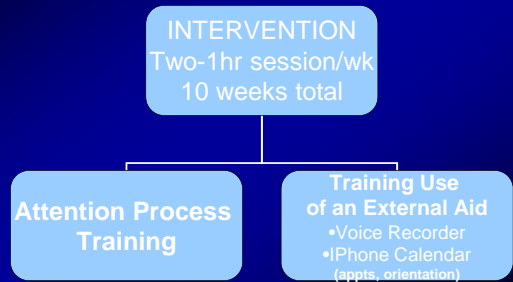 INTERVENTION
Two-1hr session/wk
10 weeks total
Attention Process
Training
Training Use
of an External Aid
•Voice Recorder
•IPhone Calendar
(appts, orientation)